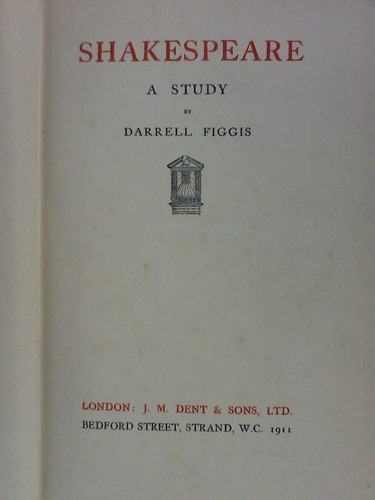 SHAKESPEARE
A STUDY
BY
DARRELL FIGGIS
LONDON: J. M. DENT & SONS, LTD.
BEDFORD STREET, STRAND, W.C. 1911